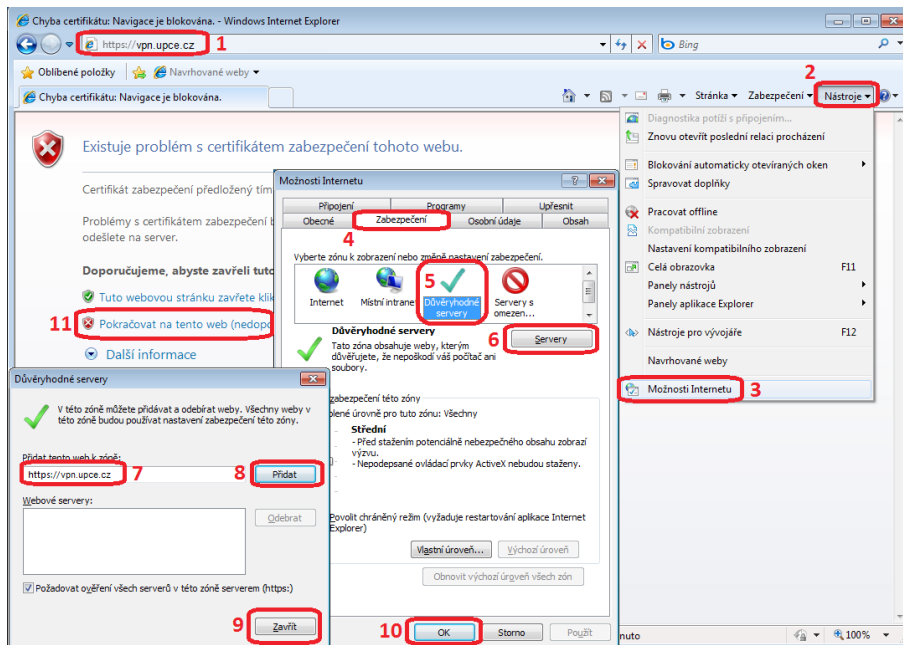 Chyba certifikátu: Navigace je blokována. - Windows Internet Explorer
https://vpn.upce.cz 1
Bing
Oblíbené položky
Navrhované weby
2
Chyba certifikátu: Navigace je blokována.
Stránka Zabezpečení Nástroje
Existuje problém s certifikátem zabezpečení tohoto webu.
Certifikát zabezpečení předložený tím
Problémy s certifikátem zabezpečení
odešlete na server.
Doporučujeme, abyste zavřeli tuto
Tuto webovou stránku zavřete klik
11 Pokračovat na tento web (nedopo
Další informace
Diagnostika potíží s připojením...
Znovu otevřít poslední relaci procházení
Blokování automaticky otevíraných oken
Spravovat doplňky
Pracovat offline
Kompatibilní zobrazení
Nastavení kompatibilního zobrazení
Celá obrazovka F11
Panely nástrojů
Panely aplikace Explorer
Nástroje pro vývojáře F12
Navrhované weby
Možnosti Internetu 3
Možnosti Internetu
Připojení Programy Upřesnit
Obecné Zabezpečení Osobní údaje Obsah
4
Vyberte zónu k zobrazení nebo změně nastavení zabezpečení.
5
Internet Místní intranet Důvěryhodné servery Servery s omezen...
Důvěryhodné servery
6 Servery
Tato zóna obsahuje weby, kterým
důvěřujete, že nepoškodí váš počítač ani
soubory.
zabezpečení této zóny
lené úrovně pro tuto zónu: Všechny
Střední
- Před stažením potenciálně nebezpečného obsahu zobrazí
výzvu.
- Nepodepsané ovládací prvky ActiveX nebudou staženy.
Povolit chráněný režim (vyžaduje restartování aplikace Internet
Explorer)
Vlastní úroveň... Výchozí úroveň
Obnovit výchozí úroveň všech zón
10 OK Storno Použít
Důvěryhodné servery
V této zóně můžete přidávat a odebírat weby. Všechny weby v
této zóně budou používat nastavení zabezpečení této zóny.
Přidat tento web k zóně:
https://vpn.upce.cz 7 8 Přidat
Webové servery:
Odebrat
Požadovat ověření všech serverů v této zóně serverem (https:)
9 Zavřít
nuto
100%